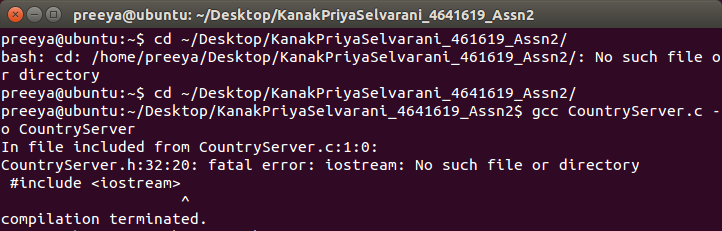 preeya@ubuntu: ~/Desktop/KanakPriyaSelvarani_4641619_Assn2
preeya@ubuntu:~$ cd ~/Desktop/KanakPriyaSelvarani_461619_Assn2/
bash: cd: /home/preeya/Desktop/KanakPriyaSelvarani_461619_Assn2/: No such file o
r directory
preeya@ubuntu:~$ cd ~/Desktop/KanakPriyaSelvarani_4641619_Assn2/
preeya@ubuntu:~/Desktop/KanakPriyaSelvarani_4641619_Assn2$ gcc CountryServer.c -
o CountryServer
In file included from CountryServer.c:1:0:
CountryServer.h:32:20: fatal error: iostream: No such file or directory
 #include <iostream>
                    ^
compilation terminated.